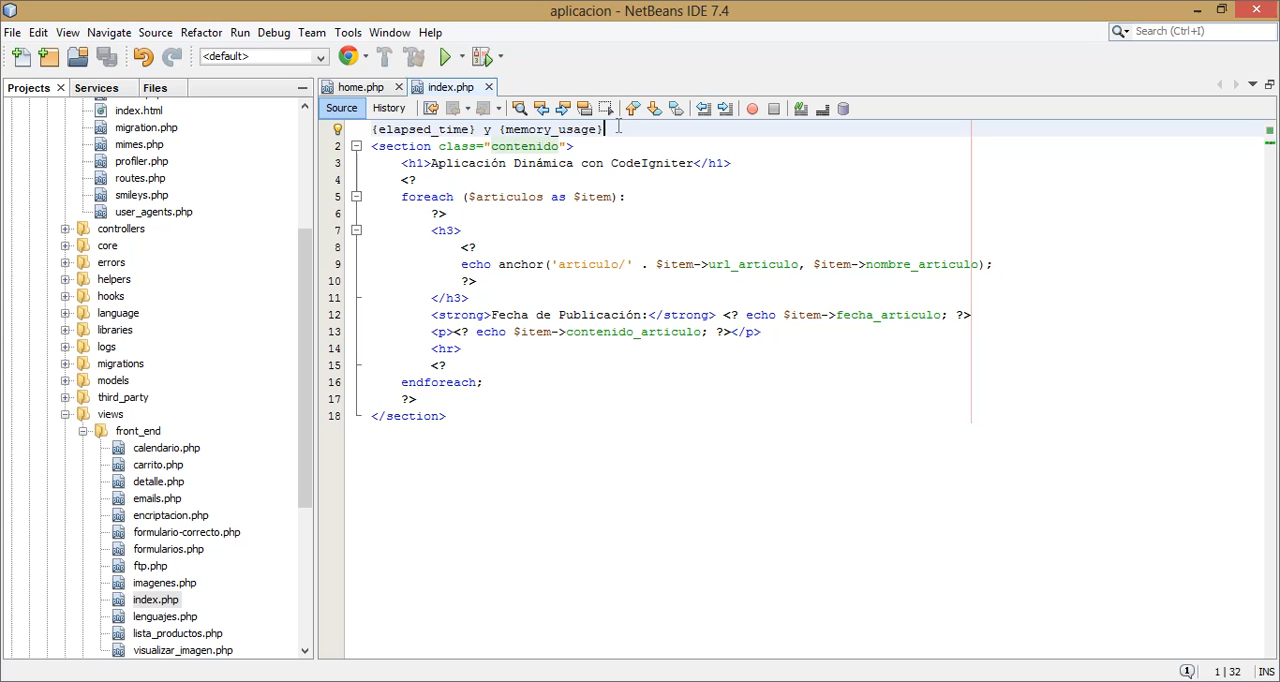 aplicacion - NetBeans IDE 7.4
File Edit View Navigate Source Refactor Run Debug Team Tools Window Help
Search (Ctrl+I)
<default>
Projects Services Files
home.php index.php
Source History
index.html
migration.php
mimes.php
profiler.php
routes.php
smileys.php
user_agents.php
controllers
core
errors
helpers
hooks
language
libraries
logs
migrations
models
third_party
views
front_end
calendario.php
carrito.php
detalle.php
emails.php
encriptacion.php
formulario-correcto.php
formularios.php
ftp.php
imagenes.php
index.php
lenguajes.php
lista_productos.php
visualizar_imagen.php
{elapsed_time} y {memory_usage}
2 <section class="contenido">
3 <h1>Aplicación Dinámica con CodeIgniter</h1>
4 <?
5 foreach ($articulos as $item):
6 ?>
7 <h3>
8 <?
9 echo anchor('articulo/' . $item->url_articulo, $item->nombre_articulo);
10 ?>
11 </h3>
12 <strong>Fecha de Publicación:</strong> <? echo $item->fecha_articulo; ?>
13 <p><? echo $item->contenido_articulo; ?></p>
14 <hr>
15 <?
16 endforeach;
17 ?>
18 </section>
1 | 32 INS